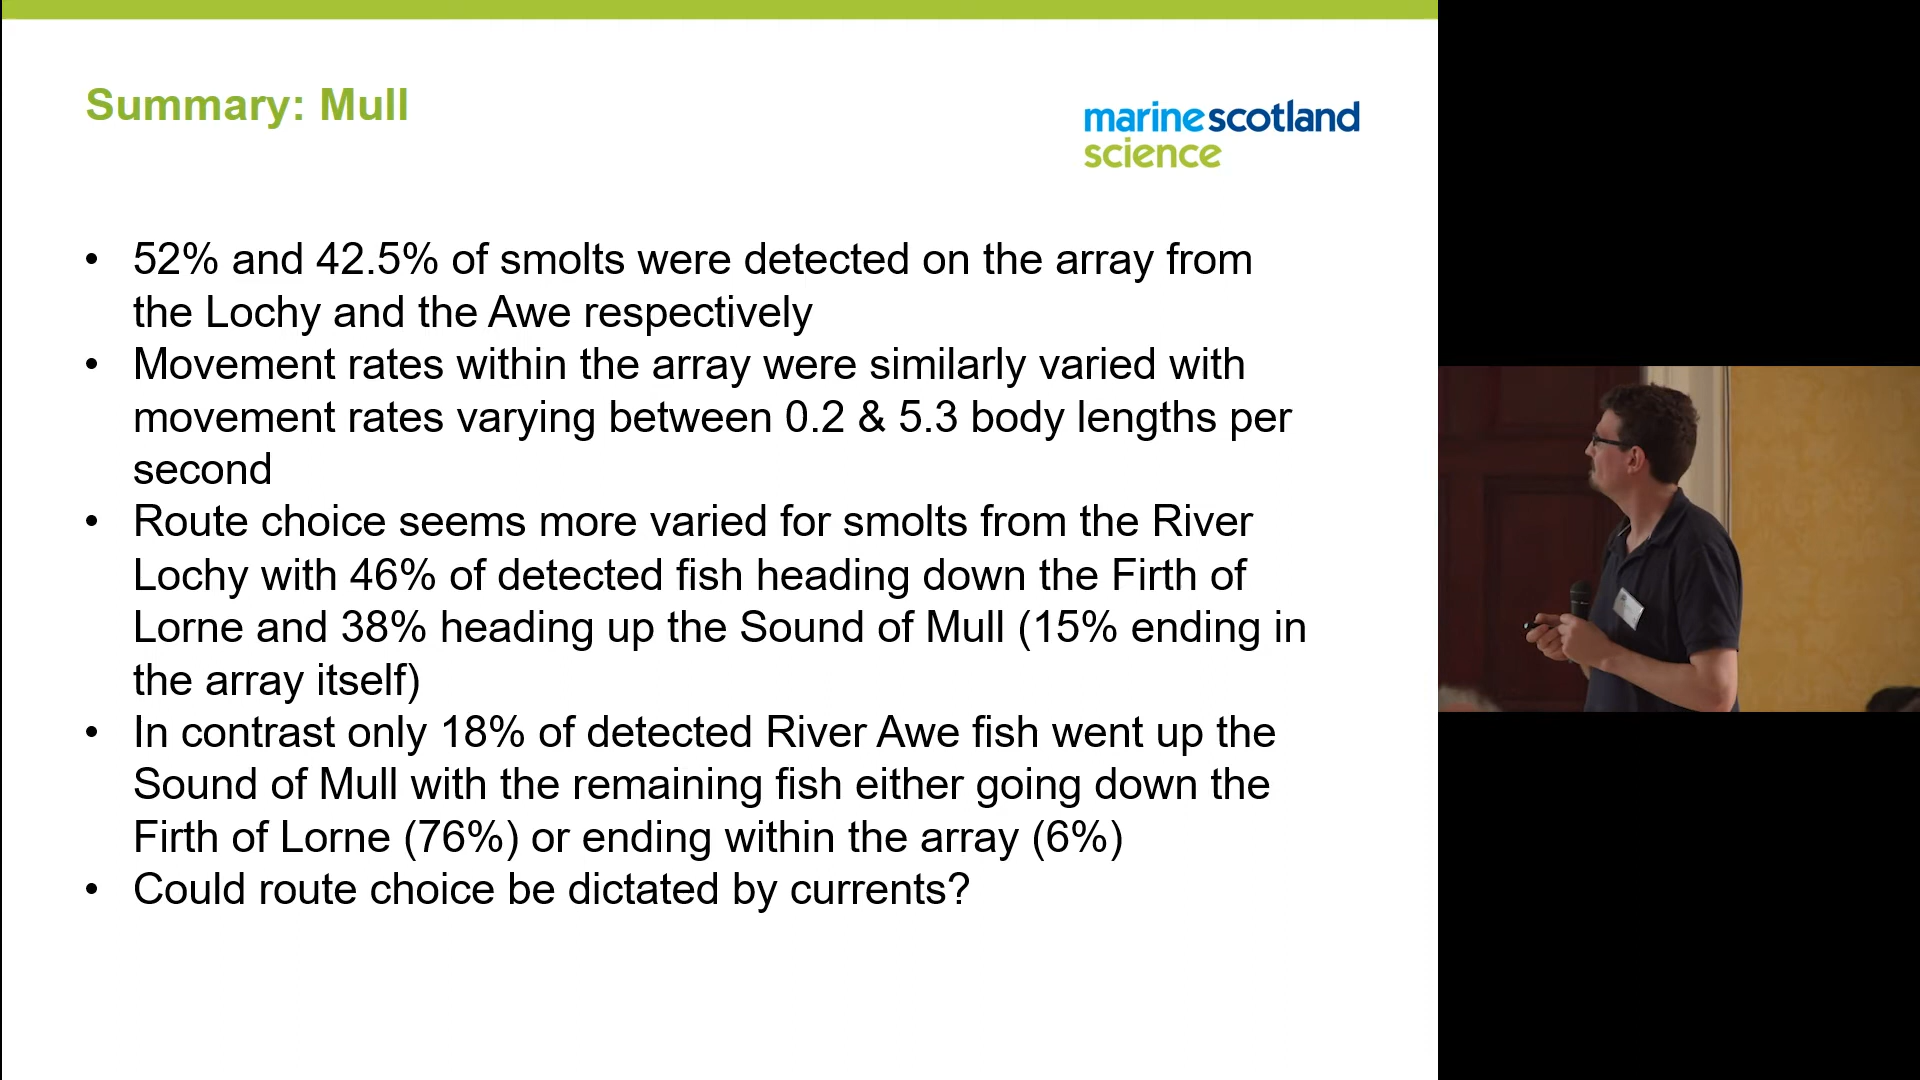 Summary: Mull
marinescotland
science
• 52% and 42.5% of smolts were detected on the array from
the Lochy and the Awe respectively
• Movement rates within the array were similarly varied with
movement rates varying between 0.2 & 5.3 body lengths per
second
• Route choice seems more varied for smolts from the River
Lochy with 46% of detected fish heading down the Firth of
Lorne and 38% heading up the Sound of Mull (15% ending in
the array itself)
• In contrast only 18% of detected River Awe fish went up the
Sound of Mull with the remaining fish either going down the
Firth of Lorne (76%) or ending within the array (6%)
• Could route choice be dictated by currents?